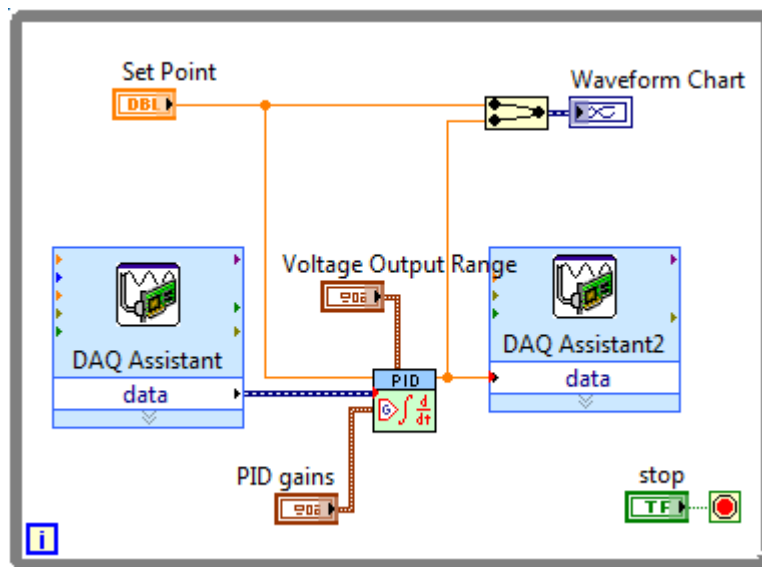 Set Point
DBL
Waveform Chart
Voltage Output Range
DAQ Assistant
data
DAQ Assistant2
data
PID
G ∫ d/dt
PID gains
stop
TF
i